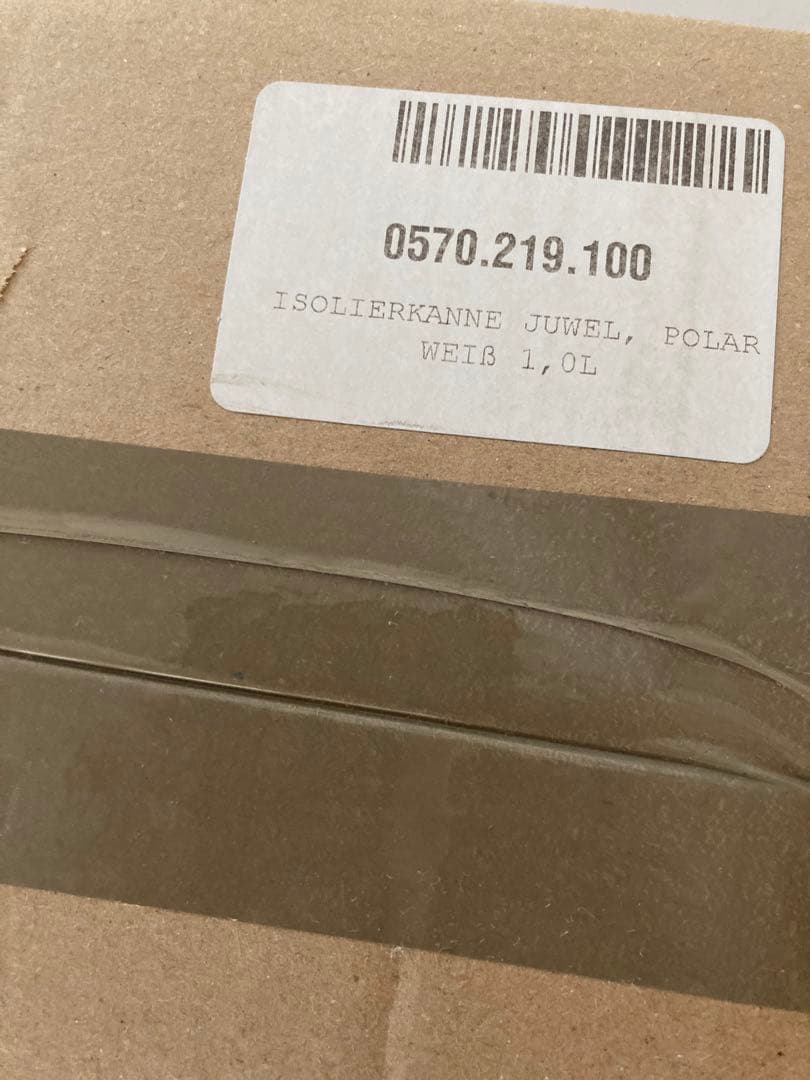 0570.219.100
ISOLIERKANNE JUWEL, POLAR
WEIß 1,0L